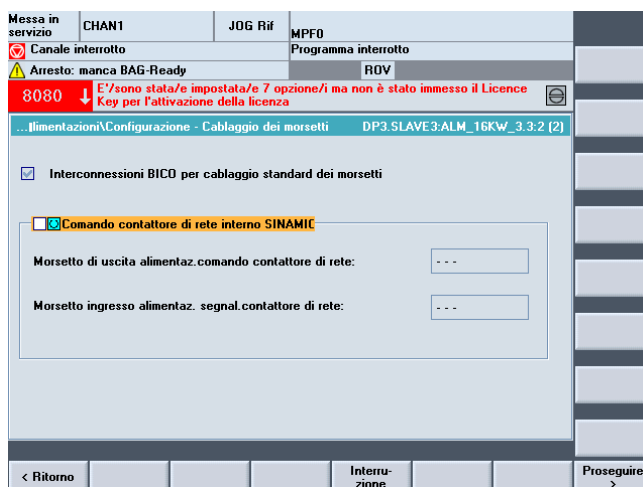 Messa in
servizio
CHAN1
JOG Rif
MPF0
Canale interrotto
Programma interrotto
Arresto: manca BAG-Ready
ROV
8080
E'/sono stata/e impostata/e 7 opzione/i ma non è stato immesso il Licence
Key per l'attivazione della licenza
...limentazioni\Configurazione - Cablaggio dei morsetti DP3.SLAVE3:ALM_16KW_3.3:2 (2)
Interconnessioni BICO per cablaggio standard dei morsetti
Comando contattore di rete interno SINAMIC
Morsetto di uscita alimentaz.comando contattore di rete: - - -
Morsetto ingresso alimentaz. segnal.contattore di rete: - - -
< Ritorno
Interru-
zione
Proseguire
>